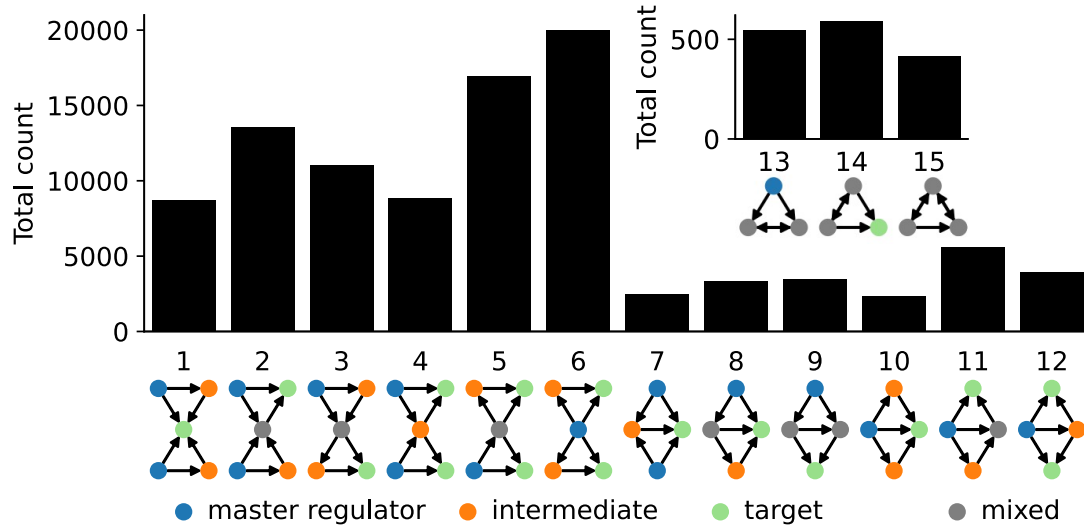 Total count
20000
15000
10000
5000
0
1 2 3 4 5 6 7 8 9 10 11 12
Total count
500
0
13 14 15
master regulator intermediate target mixed